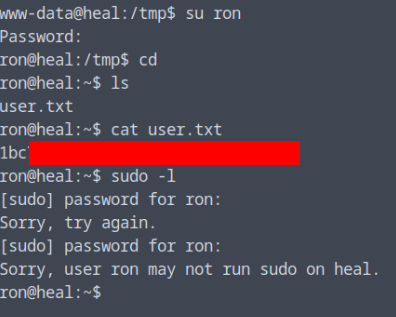 www-data@heal:/tmp$ su ron
Password:
ron@heal:/tmp$ cd
ron@heal:~$ ls
user.txt
ron@heal:~$ cat user.txt
1bc
ron@heal:~$ sudo -l
[sudo] password for ron:
Sorry, try again.
[sudo] password for ron:
Sorry, user ron may not run sudo on heal.
ron@heal:~$